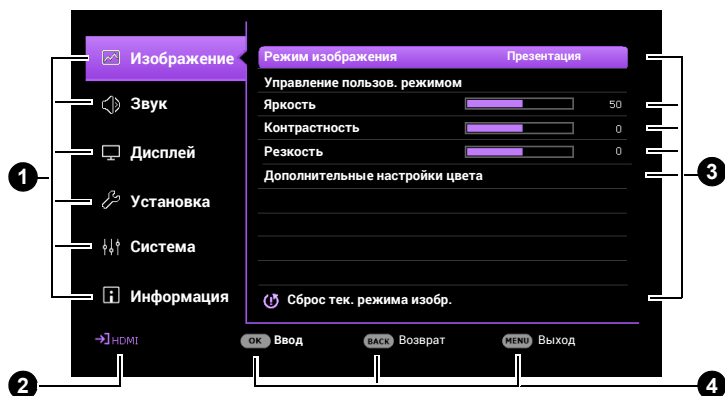 Изображение
Звук
Дисплей
Установка
Система
Информация
Режим изображения Презентация
Управление пользов. режимом
Яркость 50
Контрастность 0
Резкость 0
Дополнительные настройки цвета
Сброс тек. режима изобр.
HDMI OK Ввод BACK Возврат MENU Выход
1
3
2
4